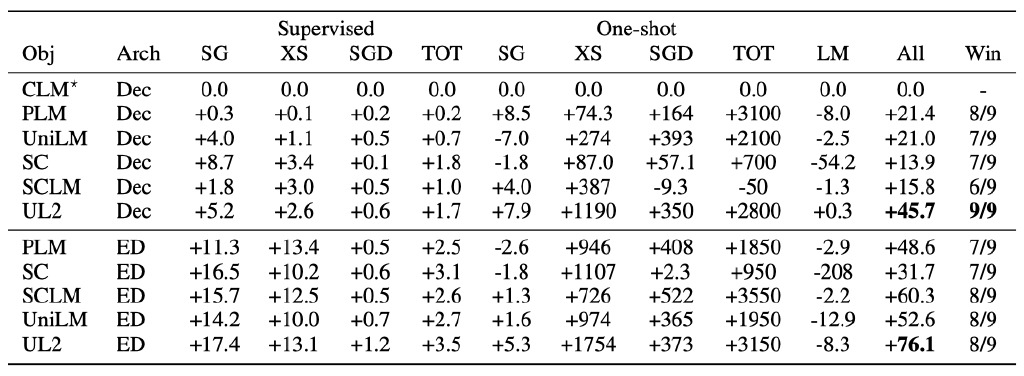 Supervised One-shot
Obj Arch SG XS SGD TOT SG XS SGD TOT LM All Win
CLM* Dec 0.0 0.0 0.0 0.0 0.0 0.0 0.0 0.0 0.0 0.0 -
PLM Dec +0.3 +0.1 +0.2 +0.2 +8.5 +74.3 +164 +3100 -8.0 +21.4 8/9
UniLM Dec +4.0 +1.1 +0.5 +0.7 -7.0 +274 +393 +2100 -2.5 +21.0 7/9
SC Dec +8.7 +3.4 +0.1 +1.8 -1.8 +87.0 +57.1 +700 -54.2 +13.9 7/9
SCLM Dec +1.8 +3.0 +0.5 +1.0 +4.0 +387 -9.3 -50 -1.3 +15.8 6/9
UL2 Dec +5.2 +2.6 +0.6 +1.7 +7.9 +1190 +350 +2800 +0.3 +45.7 9/9
PLM ED +11.3 +13.4 +0.5 +2.5 -2.6 +946 +408 +1850 -2.9 +48.6 7/9
SC ED +16.5 +10.2 +0.6 +3.1 -1.8 +1107 +2.3 +950 -208 +31.7 7/9
SCLM ED +15.7 +12.5 +0.5 +2.6 +1.3 +726 +522 +3550 -2.2 +60.3 8/9
UniLM ED +14.2 +10.0 +0.7 +2.7 +1.6 +974 +365 +1950 -12.9 +52.6 8/9
UL2 ED +17.4 +13.1 +1.2 +3.5 +5.3 +1754 +373 +3150 -8.3 +76.1 8/9